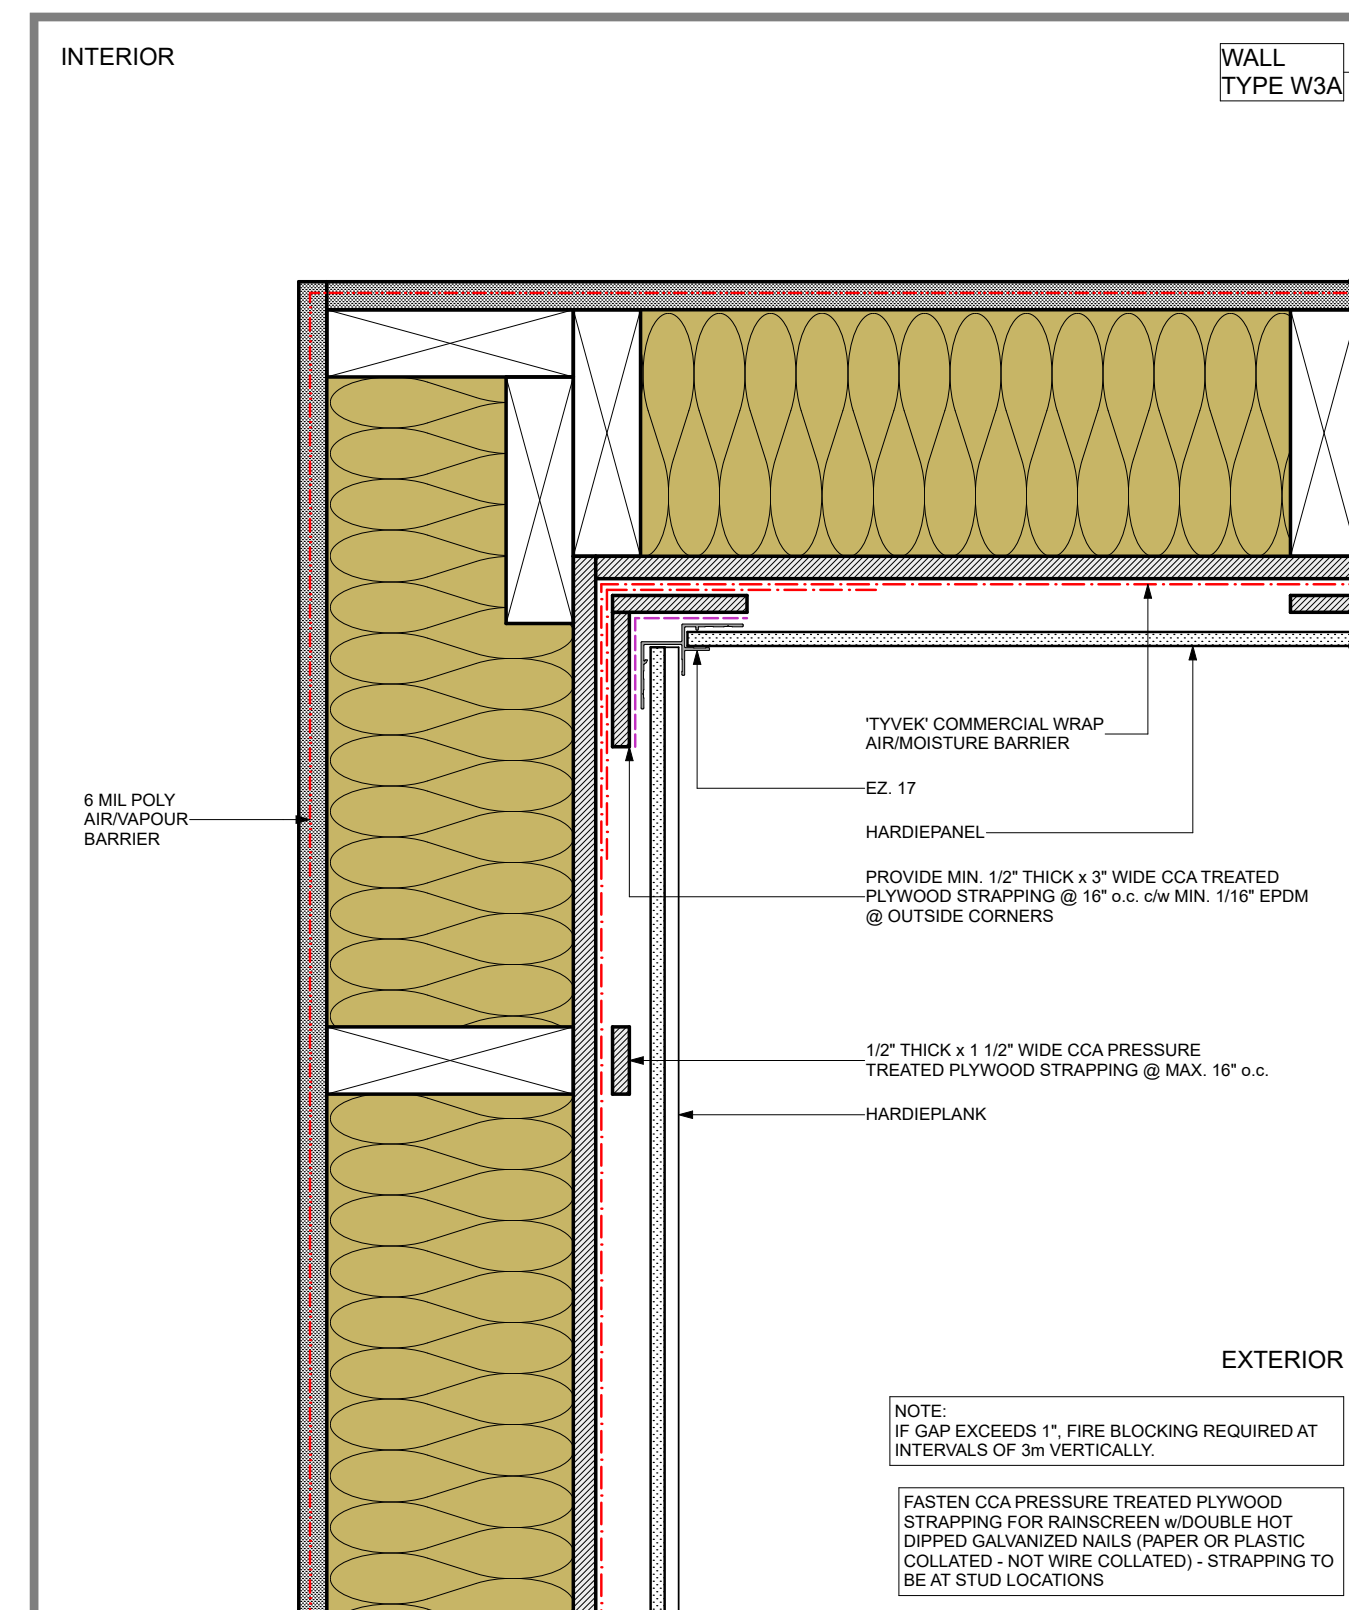 INTERIOR
WALL
TYPE W3A
'TYVEK' COMMERCIAL WRAP
AIR/MOISTURE BARRIER
EZ. 17
6 MIL POLY
AIR/VAPOUR
BARRIER
HARDIEPANEL
PROVIDE MIN. 1/2" THICK x 3" WIDE CCA TREATED
PLYWOOD STRAPPING @ 16" o.c. c/w MIN. 1/16" EPDM
@ OUTSIDE CORNERS
1/2" THICK x 1 1/2" WIDE CCA PRESSURE
TREATED PLYWOOD STRAPPING @ MAX. 16" o.c.
HARDIEPLANK
EXTERIOR
NOTE:
IF GAP EXCEEDS 1", FIRE BLOCKING REQUIRED AT
INTERVALS OF 3m VERTICALLY.
FASTEN CCA PRESSURE TREATED PLYWOOD
STRAPPING FOR RAINSCREEN w/DOUBLE HOT
DIPPED GALVANIZED NAILS (PAPER OR PLASTIC
COLLATED - NOT WIRE COLLATED) - STRAPPING TO
BE AT STUD LOCATIONS